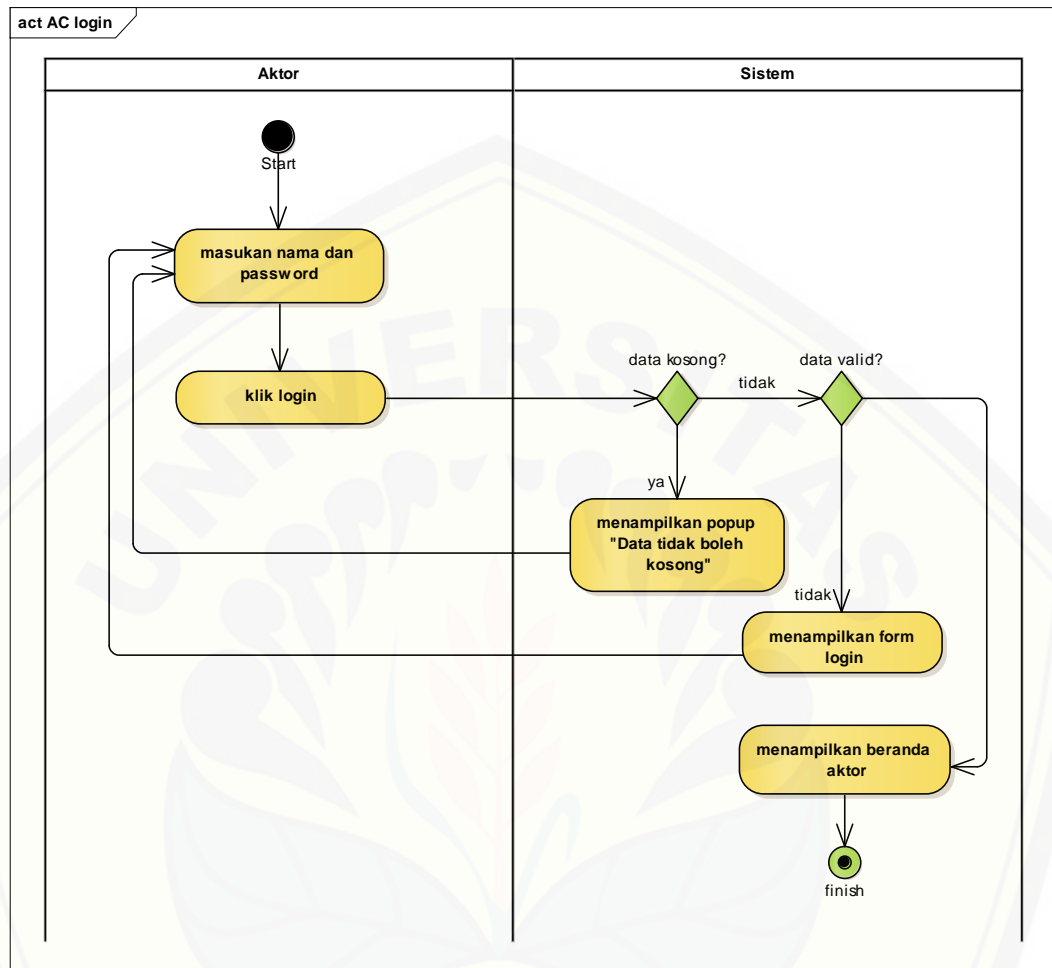 act AC login
Aktor
Sistem
Start
masukan nama dan
password
klik login
data kosong?
tidak
data valid?
ya
menampilkan popup
"Data tidak boleh
kosong"
tidak
menampilkan form
login
menampilkan beranda
aktor
finish
UNIVERSITAS